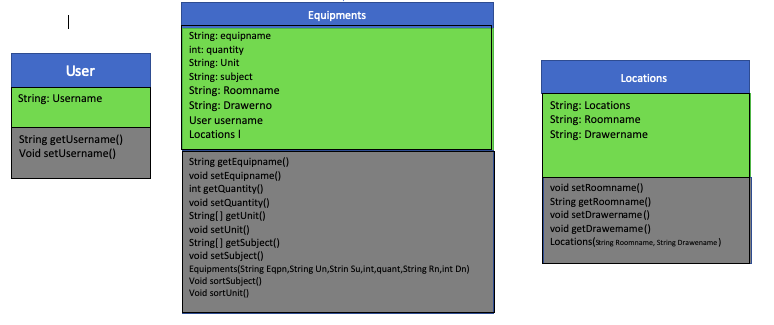 User
String: Username
String getUsername()
Void setUsername()
Equipments
String: equipname
int: quantity
String: Unit
String: subject
String: Roomname
String: Drawerno
User username
Locations l
String getEquipname()
void setEquipname()
int getQuantity()
void setQuantity()
String[] getUnit()
void setUnit()
String[] getSubject()
void setSubject()
Equipments(String Eqpn,String Un,Strin Su,int,quant,String Rn,int Dn)
Void sortSubject()
Void sortUnit()
Locations
String: Locations
String: Roomname
String: Drawername
void setRoomname()
String getRoomname()
void setDrawername()
void getDrawername()
Locations(String Roomname, String Drawename)